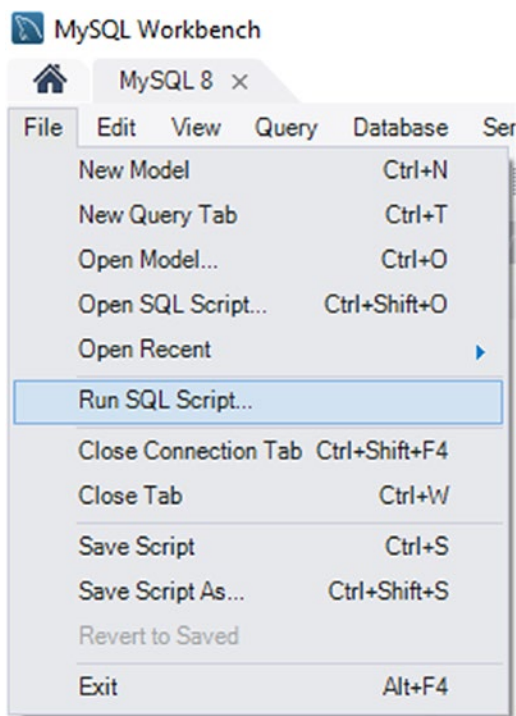 MySQL Workbench
MySQL 8 ×
File Edit View Query Database Ser
New Model Ctrl+N
New Query Tab Ctrl+T
Open Model... Ctrl+O
Open SQL Script... Ctrl+Shift+O
Open Recent
Run SQL Script...
Close Connection Tab Ctrl+Shift+F4
Close Tab Ctrl+W
Save Script Ctrl+S
Save Script As... Ctrl+Shift+S
Revert to Saved
Exit Alt+F4